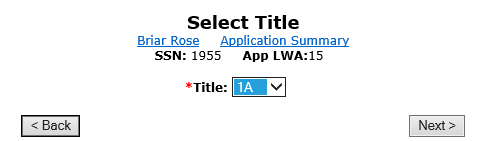 Select Title
Briar Rose Application Summary
SSN: 1955 App LWA:15
*Title: 1A
< Back Next >